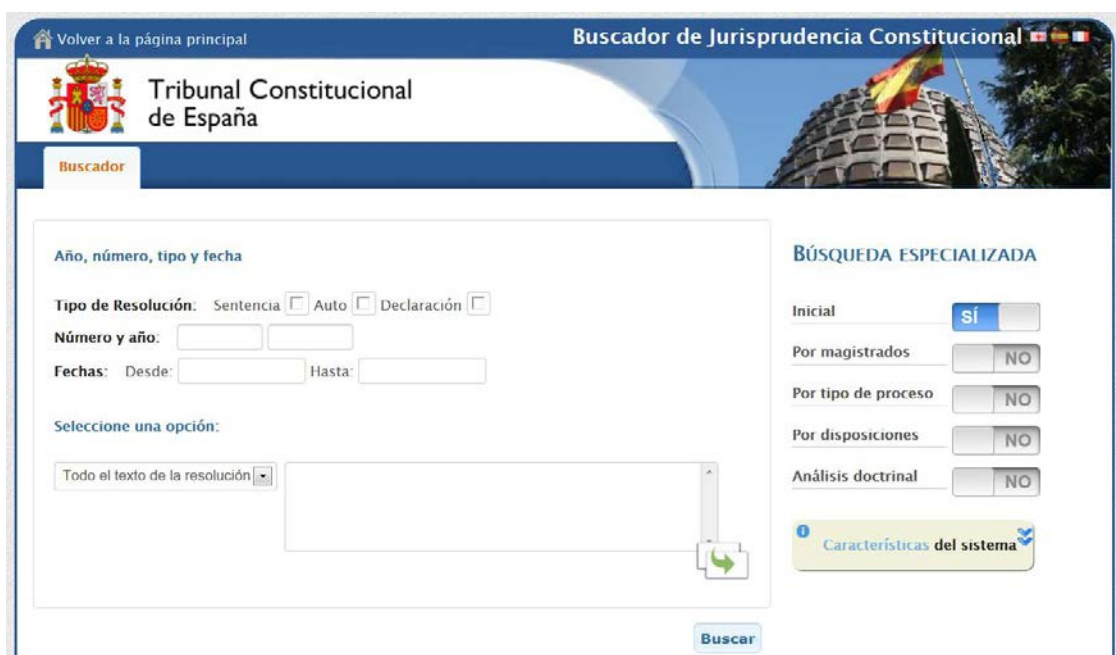 Volver a la página principal
Buscador de Jurisprudencia Constitucional
Tribunal Constitucional
de España
Buscador
Año, número, tipo y fecha
Tipo de Resolución: Sentencia Auto Declaración
Número y año:
Fechas: Desde: Hasta:
Seleccione una opción:
Todo el texto de la resolución
Buscar
BÚSQUEDA ESPECIALIZADA
Inicial SÍ
Por magistrados NO
Por tipo de proceso NO
Por disposiciones NO
Análisis doctrinal NO
Características del sistema